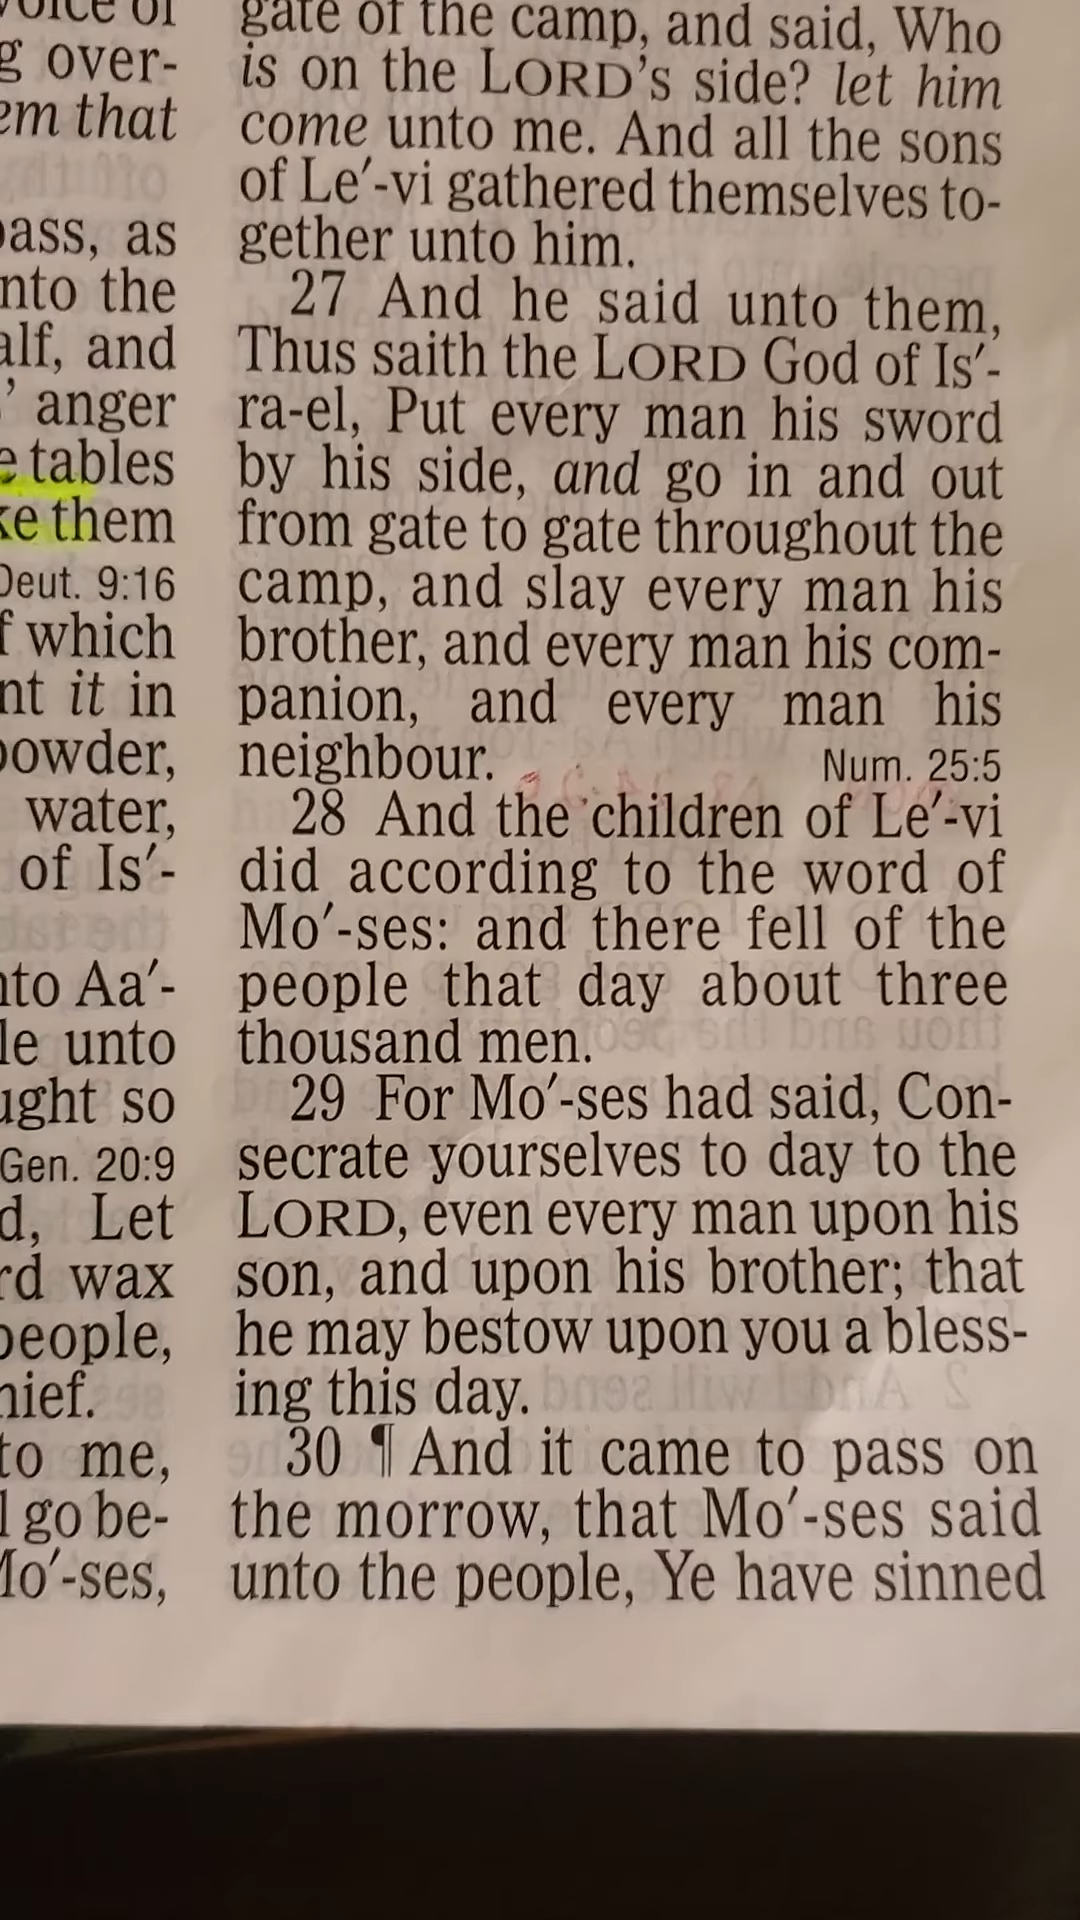 voice of
g over-
em that
pass, as
nto the
alf, and
’ anger
e tables
ke them
Deut. 9:16
f which
nt it in
powder,
water,
of Is′-
nto Aa′-
le unto
ught so
Gen. 20:9
d, Let
rd wax
people,
hief.
to me,
l go be-
Mo′-ses,
gate of the camp, and said, Who
is on the LORD’s side? let him
come unto me. And all the sons
of Le′-vi gathered themselves to-
gether unto him.
27 And he said unto them,
Thus saith the LORD God of Is′-
ra-el, Put every man his sword
by his side, and go in and out
from gate to gate throughout the
camp, and slay every man his
brother, and every man his com-
panion, and every man his
neighbour. Num. 25:5
28 And the children of Le′-vi
did according to the word of
Mo′-ses: and there fell of the
people that day about three
thousand men.
29 For Mo′-ses had said, Con-
secrate yourselves to day to the
LORD, even every man upon his
son, and upon his brother; that
he may bestow upon you a bless-
ing this day.
30 ¶ And it came to pass on
the morrow, that Mo′-ses said
unto the people, Ye have sinned